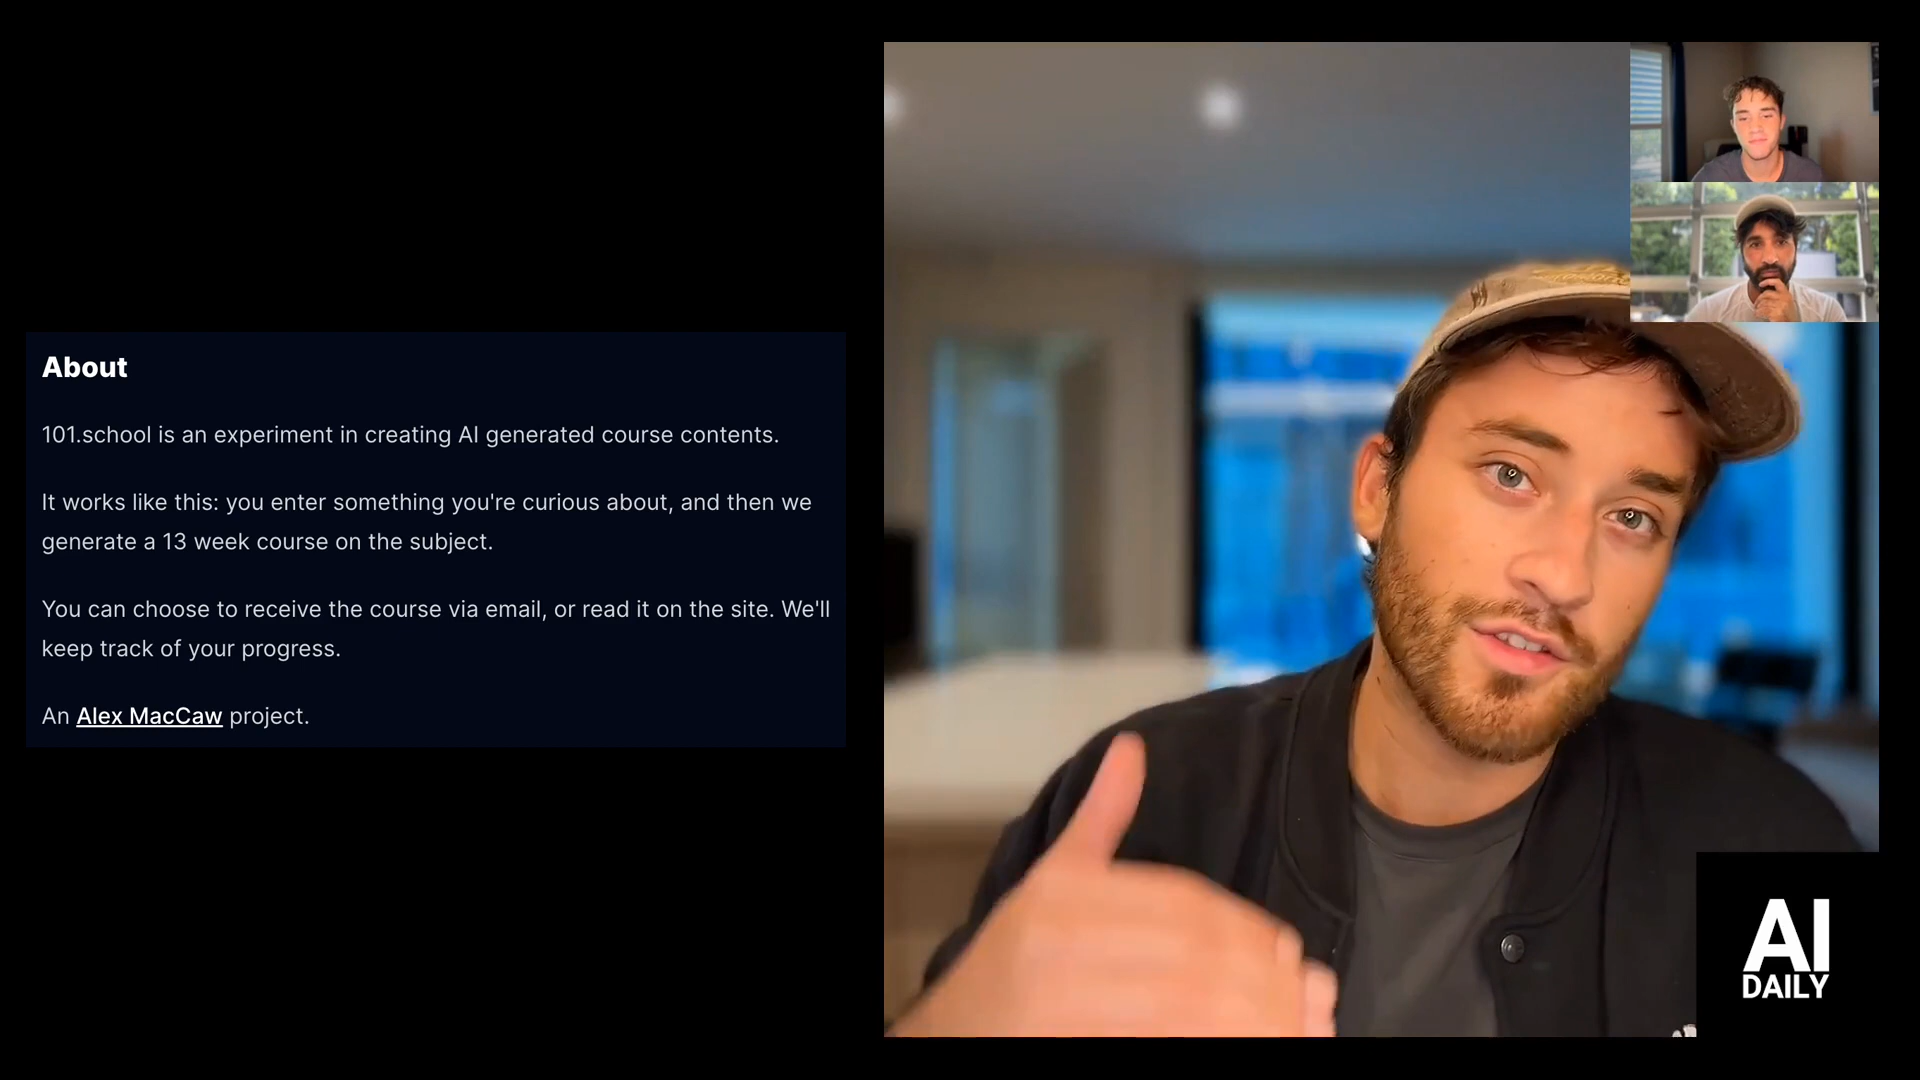 About
101.school is an experiment in creating AI generated course contents.
It works like this: you enter something you're curious about, and then we
generate a 13 week course on the subject.
You can choose to receive the course via email, or read it on the site. We'll
keep track of your progress.
An Alex MacCaw project.
AI
DAILY